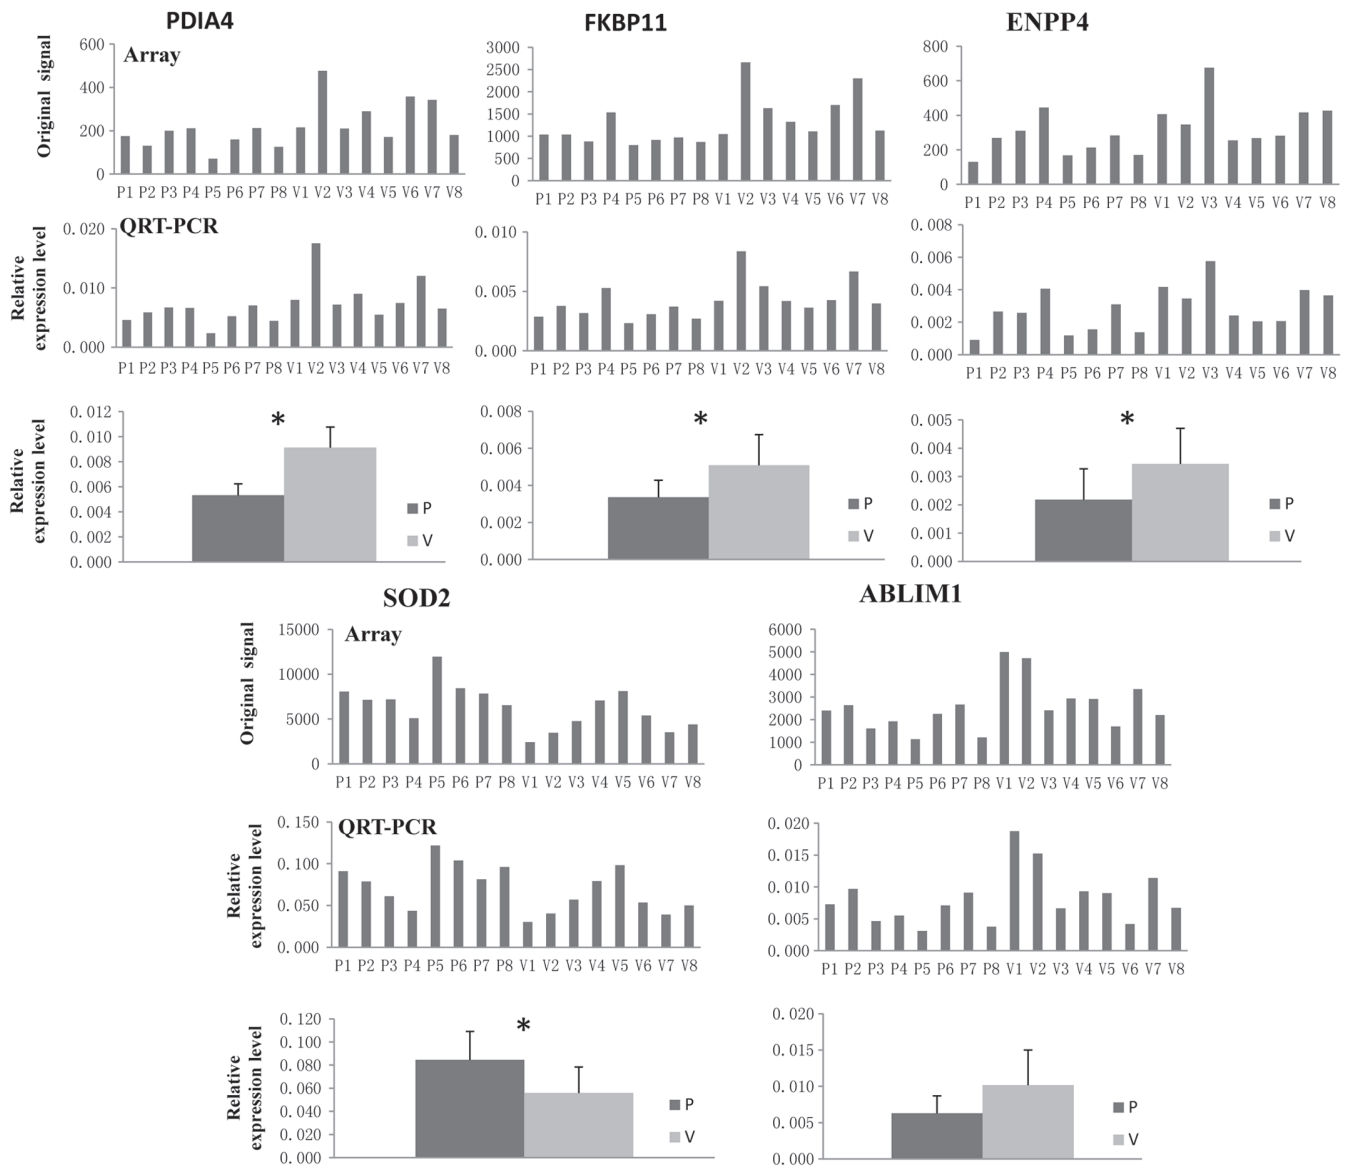 PDIA4
FKBP11
ENPP4
Original signal
Array
600
400
200
0
P1 P2 P3 P4 P5 P6 P7 P8 V1 V2 V3 V4 V5 V6 V7 V8
3000
2500
2000
1500
1000
500
0
P1 P2 P3 P4 P5 P6 P7 P8 V1 V2 V3 V4 V5 V6 V7 V8
800
600
400
200
0
P1 P2 P3 P4 P5 P6 P7 P8 V1 V2 V3 V4 V5 V6 V7 V8
Relative
expression level
QRT-PCR
0.020
0.010
0.000
P1 P2 P3 P4 P5 P6 P7 P8 V1 V2 V3 V4 V5 V6 V7 V8
0.010
0.005
0.000
P1 P2 P3 P4 P5 P6 P7 P8 V1 V2 V3 V4 V5 V6 V7 V8
0.008
0.006
0.004
0.002
0.000
P1 P2 P3 P4 P5 P6 P7 P8 V1 V2 V3 V4 V5 V6 V7 V8
Relative
expression level
0.012
0.010
0.008
0.006
0.004
0.002
0.000
*
P
V
0.008
0.006
0.004
0.002
0.000
*
P
V
0.005
0.004
0.003
0.002
0.001
0.000
*
P
V
SOD2
ABLIM1
Original signal
Array
15000
10000
5000
0
P1 P2 P3 P4 P5 P6 P7 P8 V1 V2 V3 V4 V5 V6 V7 V8
6000
5000
4000
3000
2000
1000
0
P1 P2 P3 P4 P5 P6 P7 P8 V1 V2 V3 V4 V5 V6 V7 V8
Relative
expression level
QRT-PCR
0.150
0.100
0.050
0.000
P1 P2 P3 P4 P5 P6 P7 P8 V1 V2 V3 V4 V5 V6 V7 V8
0.020
0.015
0.010
0.005
0.000
P1 P2 P3 P4 P5 P6 P7 P8 V1 V2 V3 V4 V5 V6 V7 V8
Relative
expression level
0.120
0.100
0.080
0.060
0.040
0.020
0.000
*
P
V
0.020
0.015
0.010
0.005
0.000
P
V